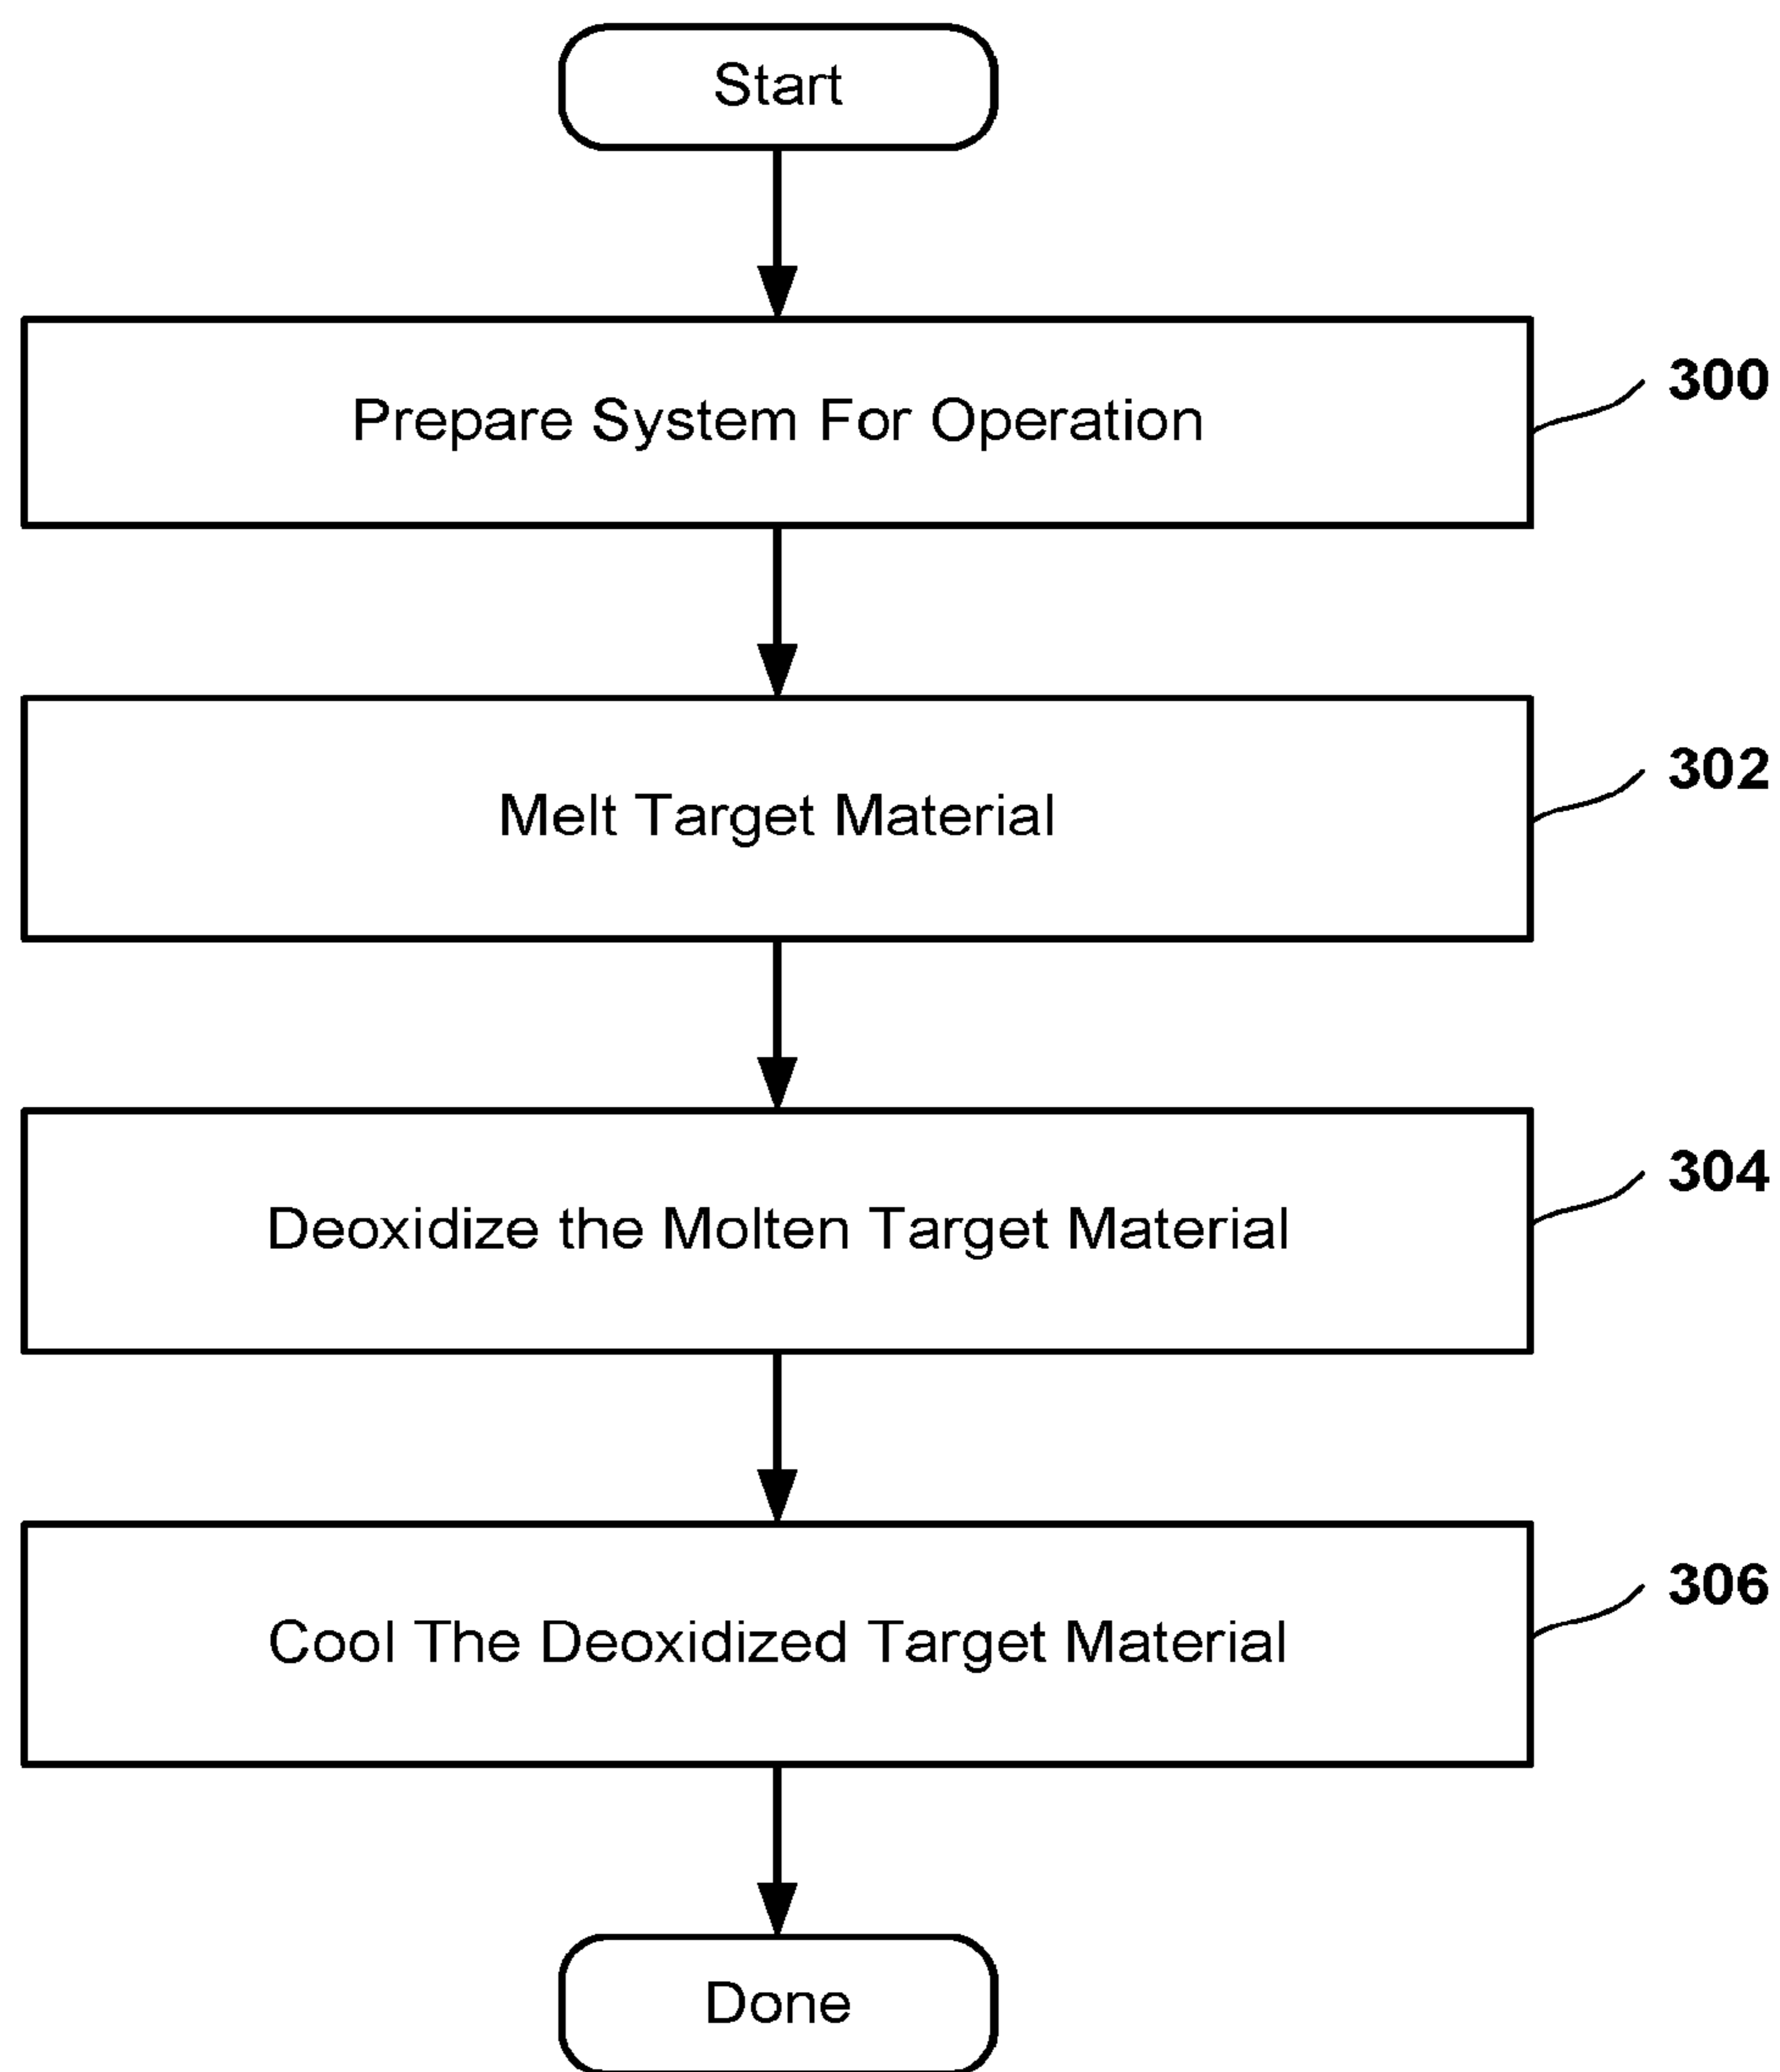 Start
Prepare System For Operation
300
Melt Target Material
302
Deoxidize the Molten Target Material
304
Cool The Deoxidized Target Material
306
Done